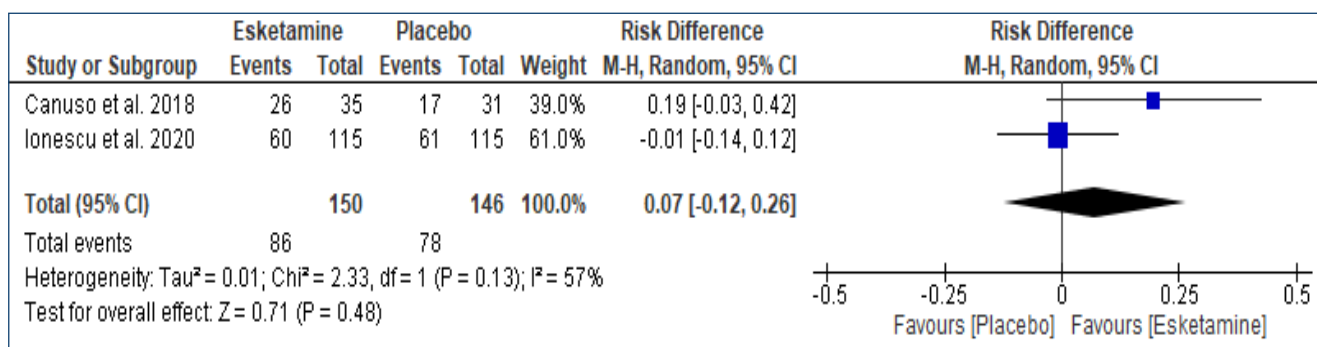 Esketamine Placebo Risk Difference Risk Difference
Study or Subgroup Events Total Events Total Weight M-H, Random, 95% CI M-H, Random, 95% CI
Canuso et al. 2018 26 35 17 31 39.0% 0.19 [-0.03, 0.42]
Ionescu et al. 2020 60 115 61 115 61.0% -0.01 [-0.14, 0.12]
Total (95% CI) 150 146 100.0% 0.07 [-0.12, 0.26]
Total events 86 78
Heterogeneity: Tau² = 0.01; Chi² = 2.33, df = 1 (P = 0.13); I² = 57%
Test for overall effect: Z = 0.71 (P = 0.48)
-0.5 -0.25 0 0.25 0.5
Favours [Placebo] Favours [Esketamine]